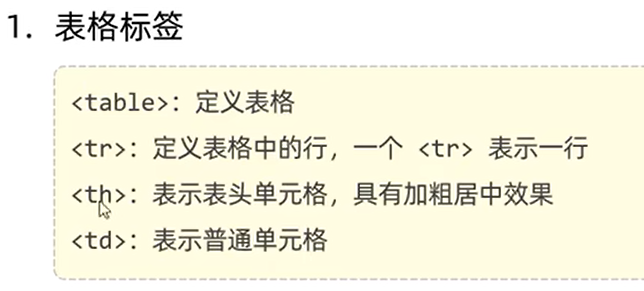 1. 表格标签
<table>：定义表格
<tr>：定义表格中的行，一个 <tr> 表示一行
<th>：表示表头单元格，具有加粗居中效果
<td>：表示普通单元格